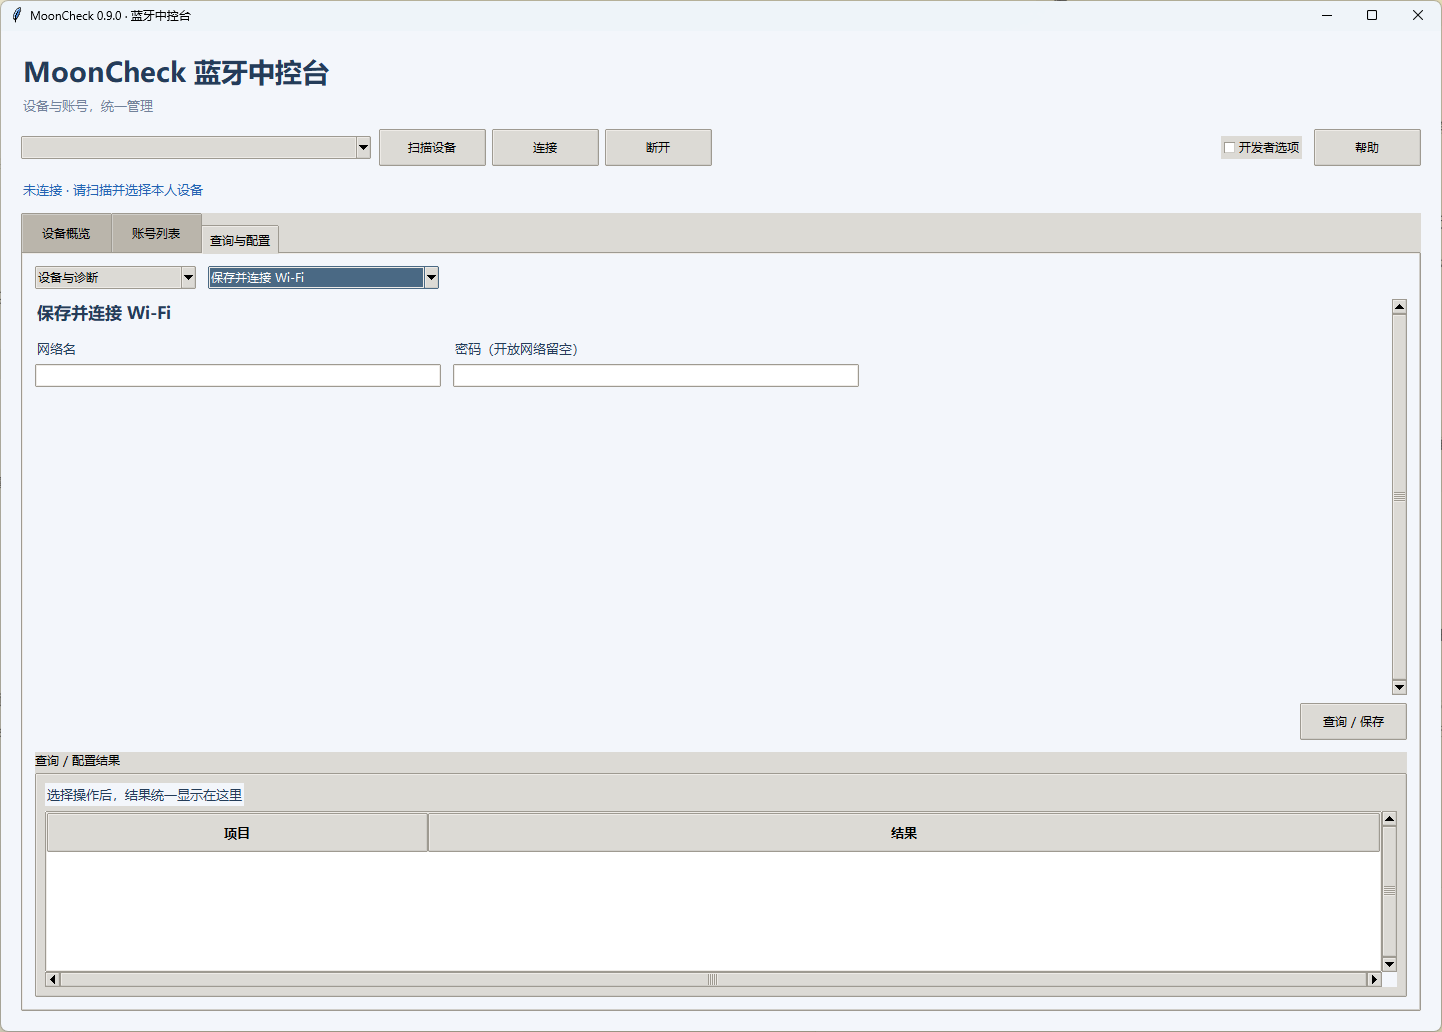 MoonCheck 0.9.0 · 蓝牙中控台
MoonCheck 蓝牙中控台
设备与账号，统一管理
扫描设备 连接 断开 开发者选项 帮助
未连接 · 请扫描并选择本人设备
设备概览 账号列表 查询与配置
设备与诊断 保存并连接 Wi-Fi
保存并连接 Wi-Fi
网络名 密码（开放网络留空）
查询 / 保存
查询 / 配置结果
选择操作后，结果统一显示在这里
项目 结果